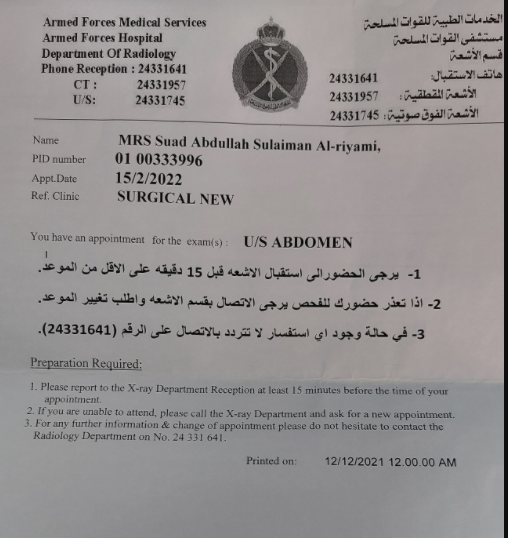 Armed Forces Medical Services
Armed Forces Hospital
Department Of Radiology
Phone Reception : 24331641
CT : 24331957
U/S: 24331745
الخدمات الطبية للقوات المسلحة
مستشفى القوات المسلحة
قسم الأشعة
هاتف الاستقبال: 24331641
الأشعة المقطعية: 24331957
الأشعة الفوق صوتية: 24331745
Name MRS Suad Abdullah Sulaiman Al-riyami,
PID number 01 00333996
Appt.Date 15/2/2022
Ref. Clinic SURGICAL NEW
You have an appointment for the exam(s) : U/S ABDOMEN
1- يرجى الحضور الى استقبال الاشعه قبل 15 دقيقه على الاقل من الموعد.
2- اذا تعذر حضورك للفحص يرجى الاتصال بقسم الاشعه واطلب تغيير الموعد.
3- في حالة وجود اي استفسار لا تتردد بالاتصال على الرقم (24331641).
Preparation Required:
1. Please report to the X-ray Department Reception at least 15 minutes before the time of your
appointment.
2. If you are unable to attend, please call the X-ray Department and ask for a new appointment.
3. For any further information & change of appointment please do not hesitate to contact the
Radiology Department on No. 24 331 641.
Printed on: 12/12/2021 12.00.00 AM